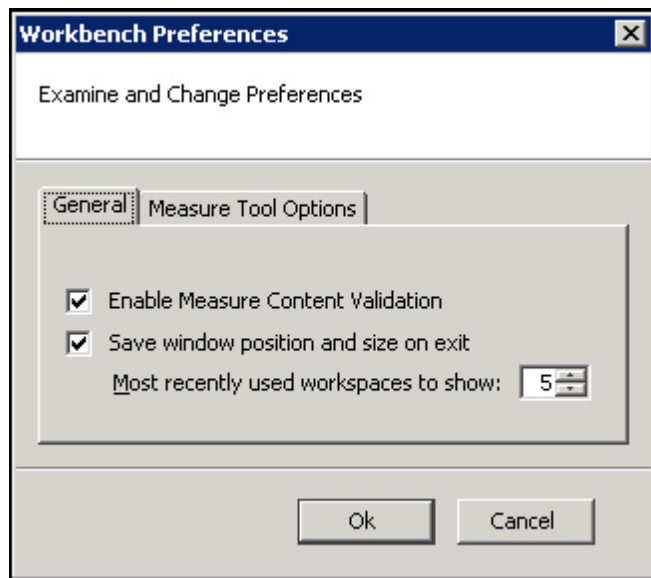 Workbench Preferences
Examine and Change Preferences
General Measure Tool Options
Enable Measure Content Validation
Save window position and size on exit
Most recently used workspaces to show: 5
Ok Cancel